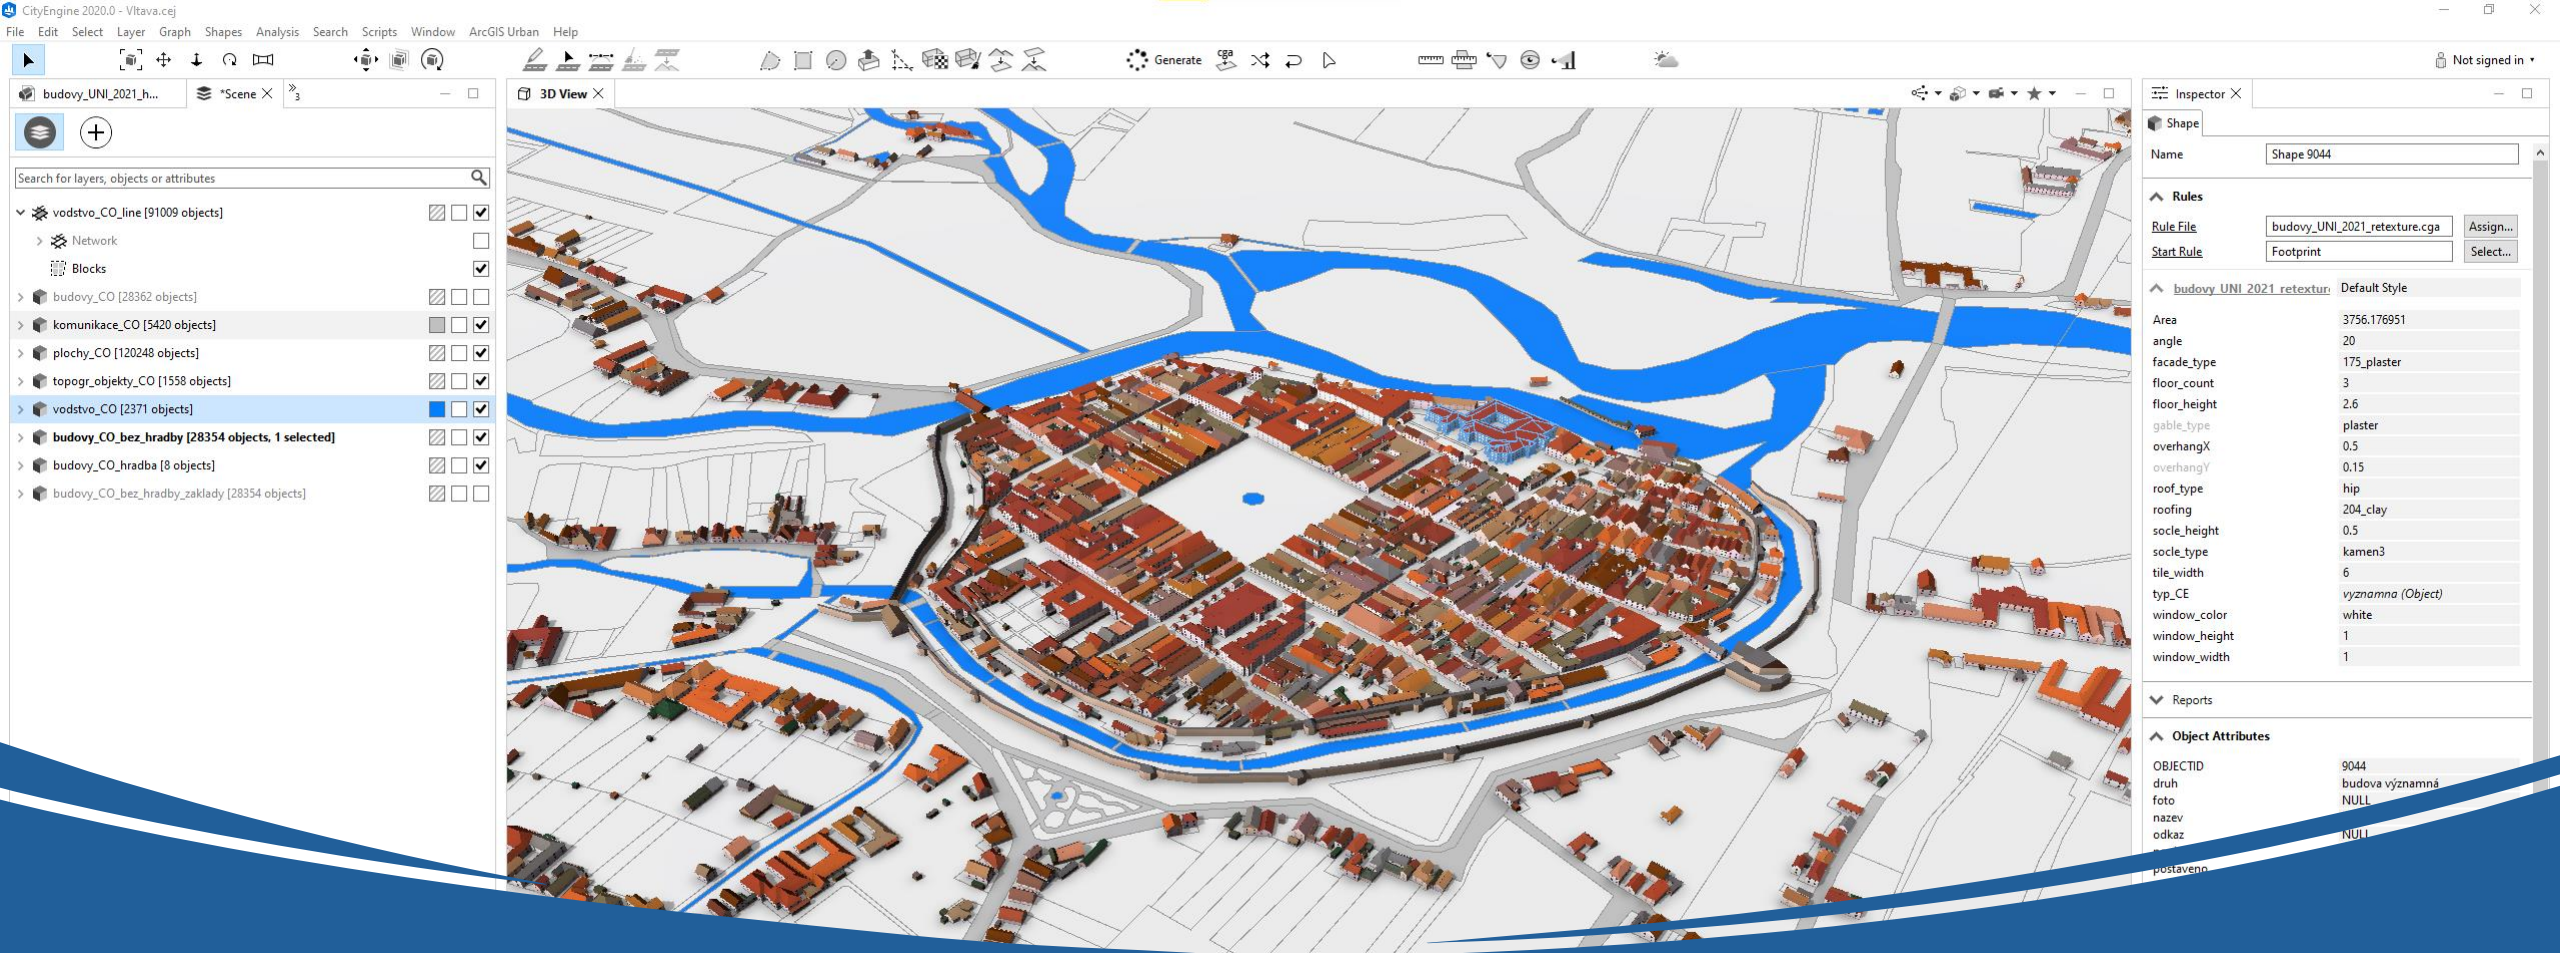 CityEngine 2020.0 - Vltava.cej
File Edit Select Layer Graph Shapes Analysis Search Scripts Window ArcGIS Urban Help
Generate
cga
Not signed in
budovy_UNI_2021_h...
*Scene
3
Search for layers, objects or attributes
vodstvo_CO_line [91009 objects]
Network
Blocks
budovy_CO [28362 objects]
komunikace_CO [5420 objects]
plochy_CO [120248 objects]
topogr_objekty_CO [1558 objects]
vodstvo_CO [2371 objects]
budovy_CO_bez_hradby [28354 objects, 1 selected]
budovy_CO_hradba [8 objects]
budovy_CO_bez_hradby_zaklady [28354 objects]
3D View
Inspector
Shape
Name Shape 9044
Rules
Rule File budovy_UNI_2021_retexture.cga Assign...
Start Rule Footprint Select...
budovy_UNI_2021_retextur Default Style
Area 3756.176951
angle 20
facade_type 175_plaster
floor_count 3
floor_height 2.6
gable_type plaster
overhangX 0.5
overhangY 0.15
roof_type hip
roofing 204_clay
socle_height 0.5
socle_type kamen3
tile_width 6
typ_CE vyznamna (Object)
window_color white
window_height 1
window_width 1
Reports
Object Attributes
OBJECTID 9044
druh budova významná
foto NULL
nazev
odkaz NULL
postaveno